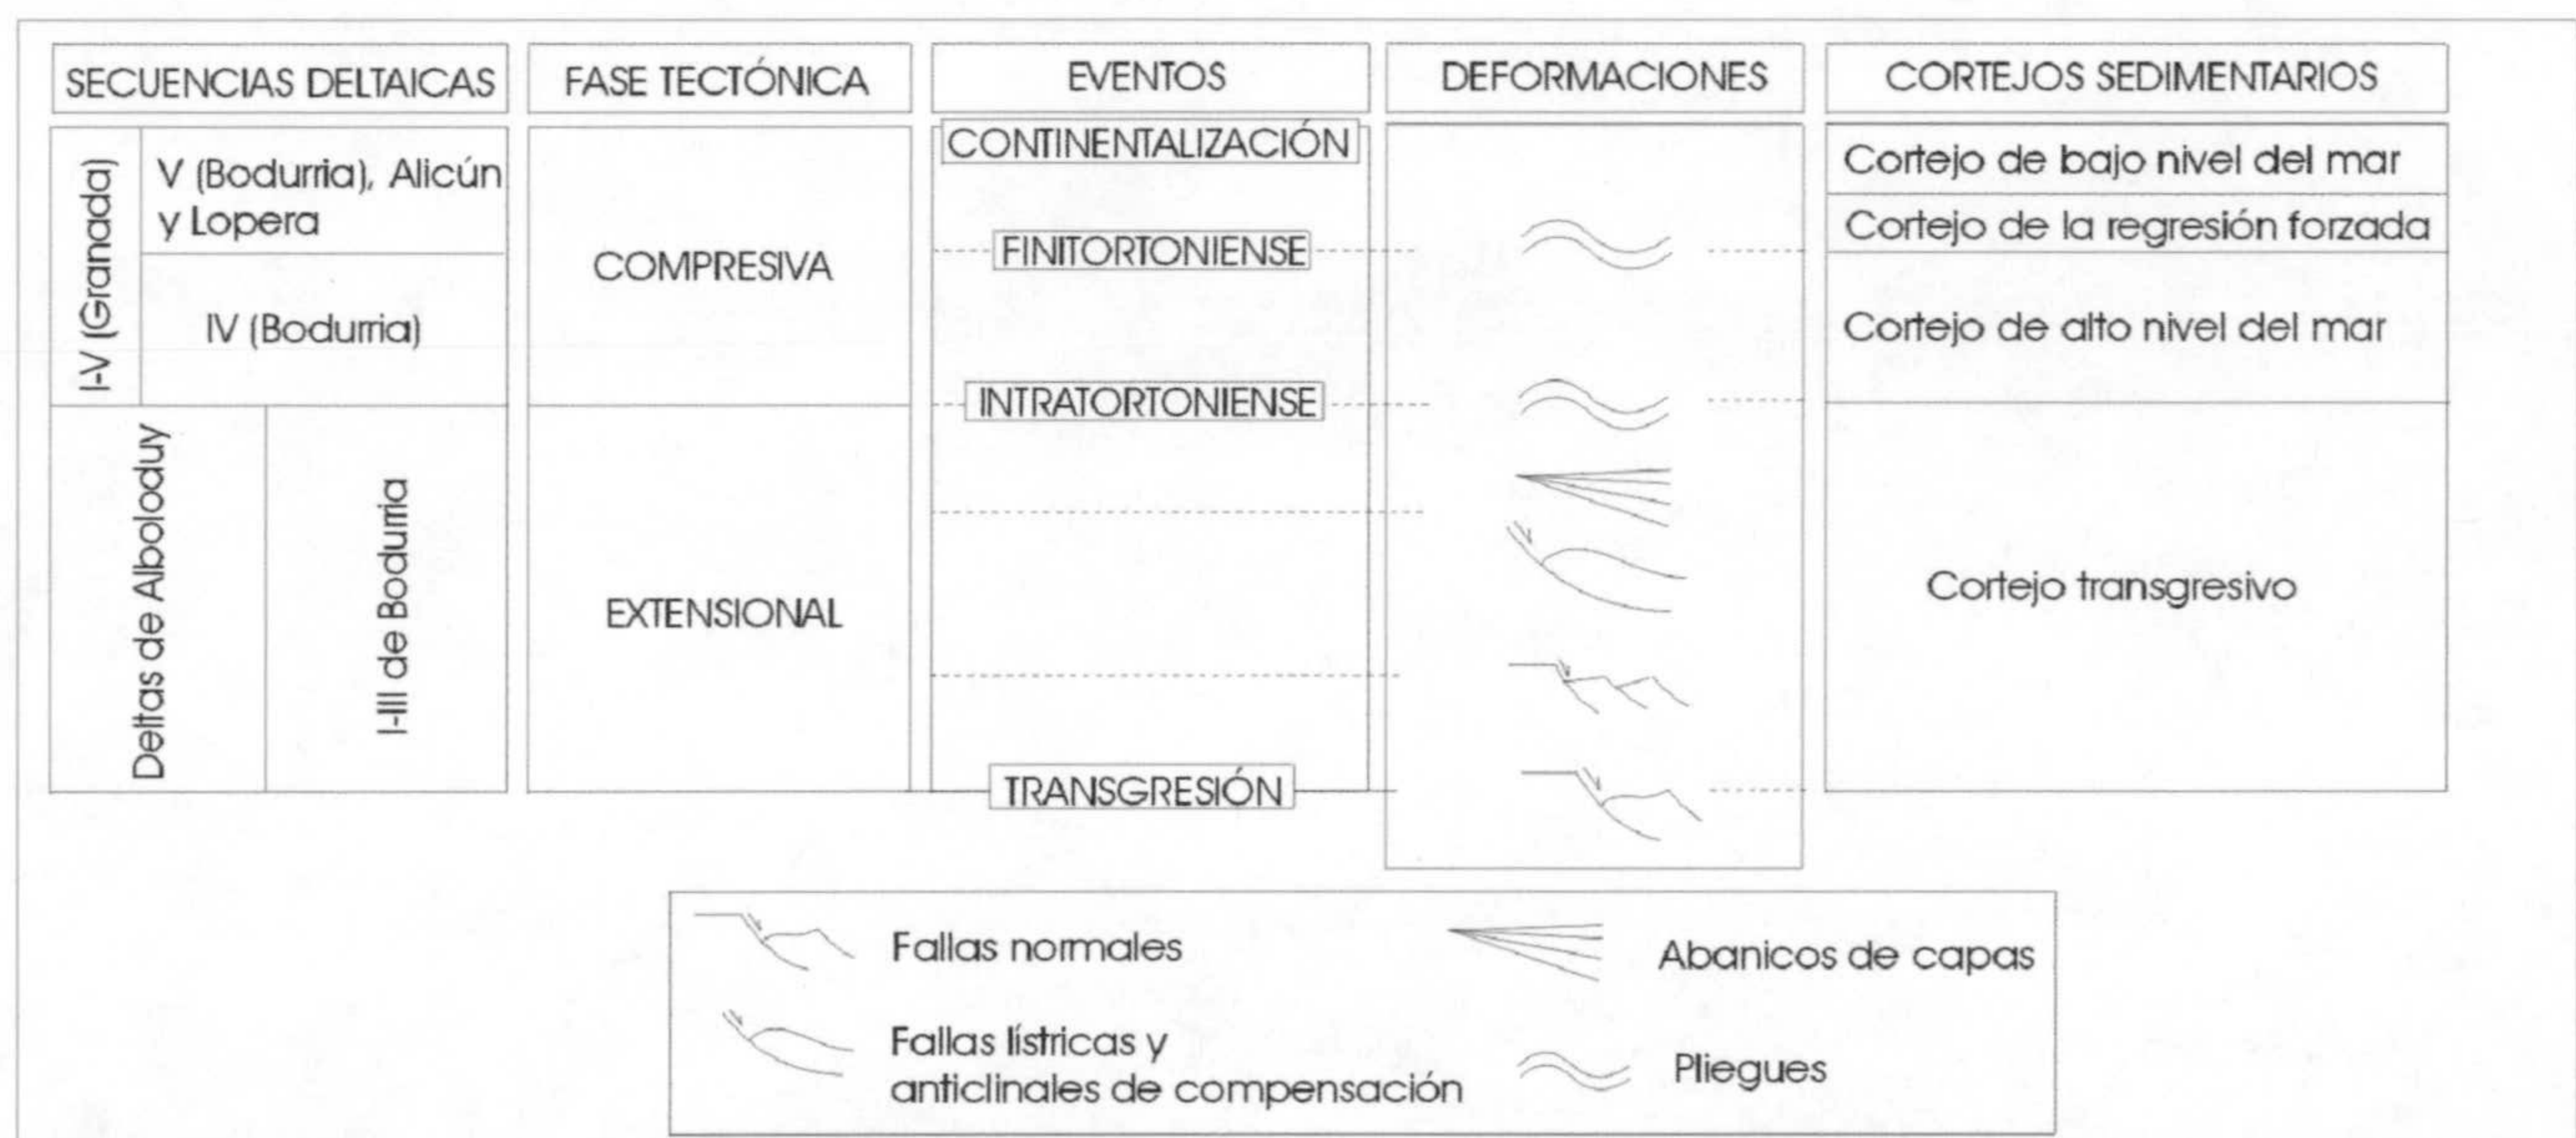 SECUENCIAS DELTAICAS
FASE TECTÓNICA
EVENTOS
DEFORMACIONES
CORTEJOS SEDIMENTARIOS
I-V (Granada)
V (Bodurria), Alicún
y Lopera
IV (Bodurria)
Deltas de Alboloduy
I-III de Bodurria
COMPRESIVA
EXTENSIONAL
CONTINENTALIZACIÓN
FINITORTONIENSE
INTRATORTONIENSE
TRANSGRESIÓN
Cortejo de bajo nivel del mar
Cortejo de la regresión forzada
Cortejo de alto nivel del mar
Cortejo transgresivo
Fallas normales
Fallas lístricas y
anticlinales de compensación
Abanicos de capas
Pliegues